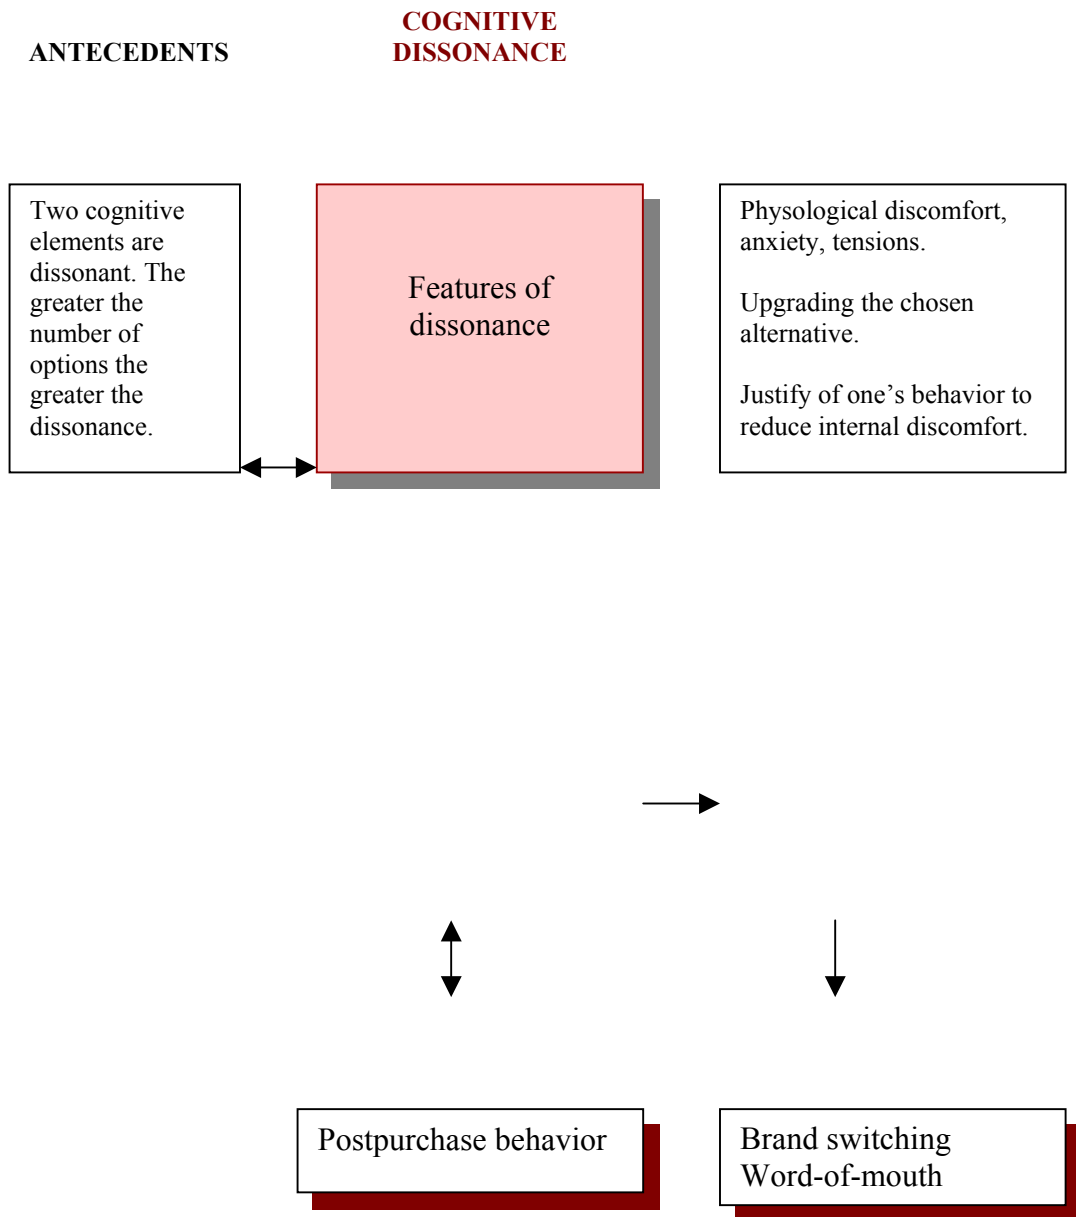 ANTECEDENTS
COGNITIVE
DISSONANCE
Two cognitive
elements are
dissonant. The
greater the
number of
options the
greater the
dissonance.
Features of
dissonance
Physological discomfort,
anxiety, tensions.
Upgrading the chosen
alternative.
Justify of one’s behavior to
reduce internal discomfort.
Postpurchase behavior
Brand switching
Word-of-mouth